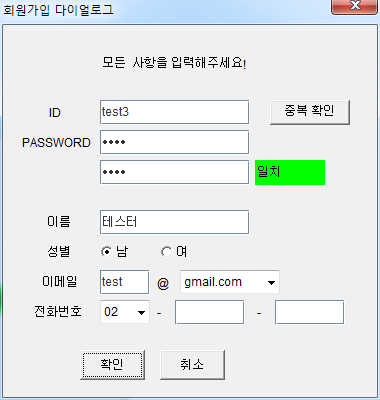 회원가입 다이얼로그
모든 사항을 입력해주세요!
ID test3 중복 확인
PASSWORD ••••
•••• 일치
이름 테스터
성별 남 여
이메일 test @ gmail.com
전화번호 02 - -
확인 취소